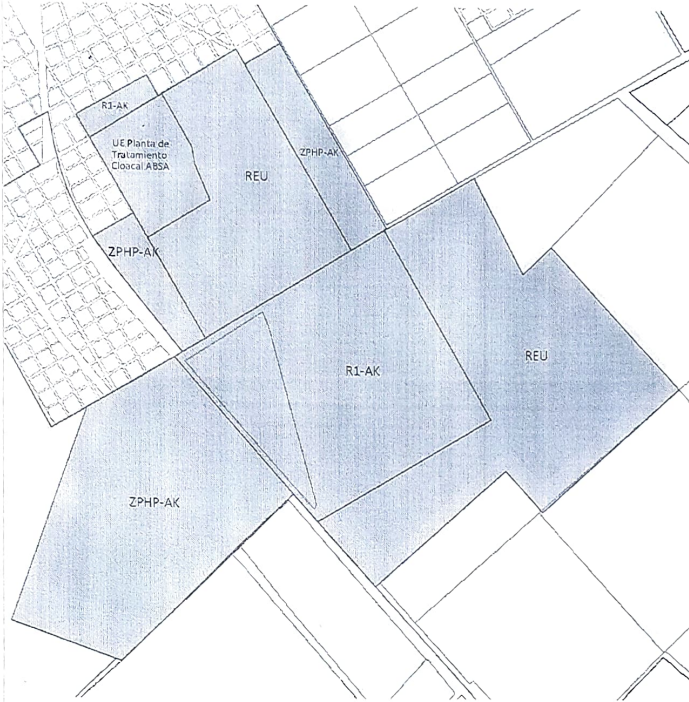 R1-AK
UE Planta de
Tratamiento
Cloacal ABSA
ZPHP-AK
REU
ZPHP-AK
R1-AK
REU
ZPHP-AK